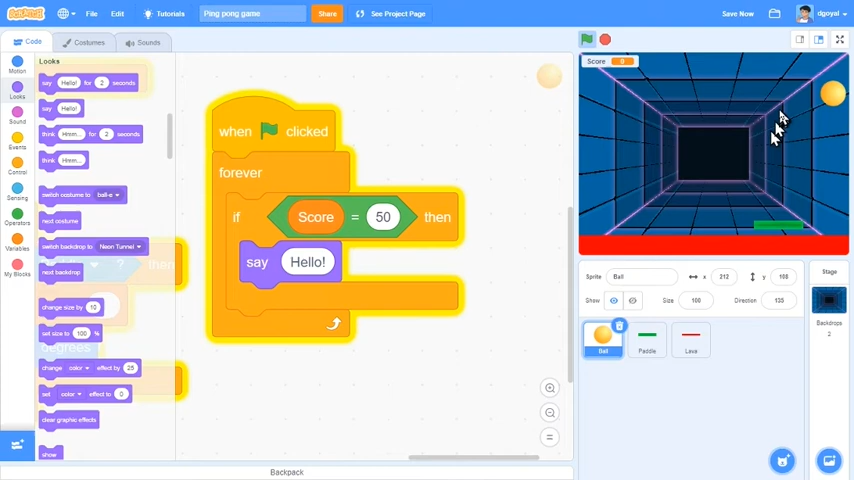 SCRATCH File Edit Tutorials Ping pong game Share See Project Page Save Now dgoyal
Code Costumes Sounds
Motion
Looks
Sound
Events
Control
Sensing
Operators
Variables
My Blocks
Looks
say Hello! for 2 seconds
say Hello!
think Hmm... for 2 seconds
think Hmm...
switch costume to ball-a
next costume
switch backdrop to Neon Tunnel
next backdrop
? then
change size by 10
set size to 100 %
degrees
change color effect by 25
set color effect to 0
clear graphic effects
show
when clicked
forever
if Score = 50 then
say Hello!
Score 0
Sprite Ball x 212 y 108
Show Size 100 Direction 135
Ball Paddle Lava
Stage
Backdrops
2
Backpack